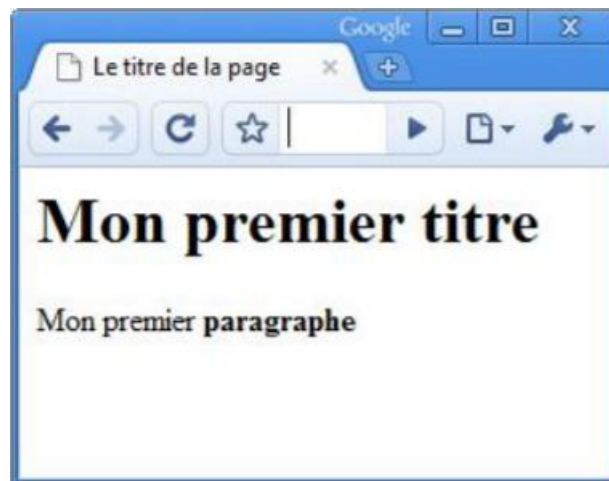 Google
Le titre de la page
Mon premier titre
Mon premier paragraphe